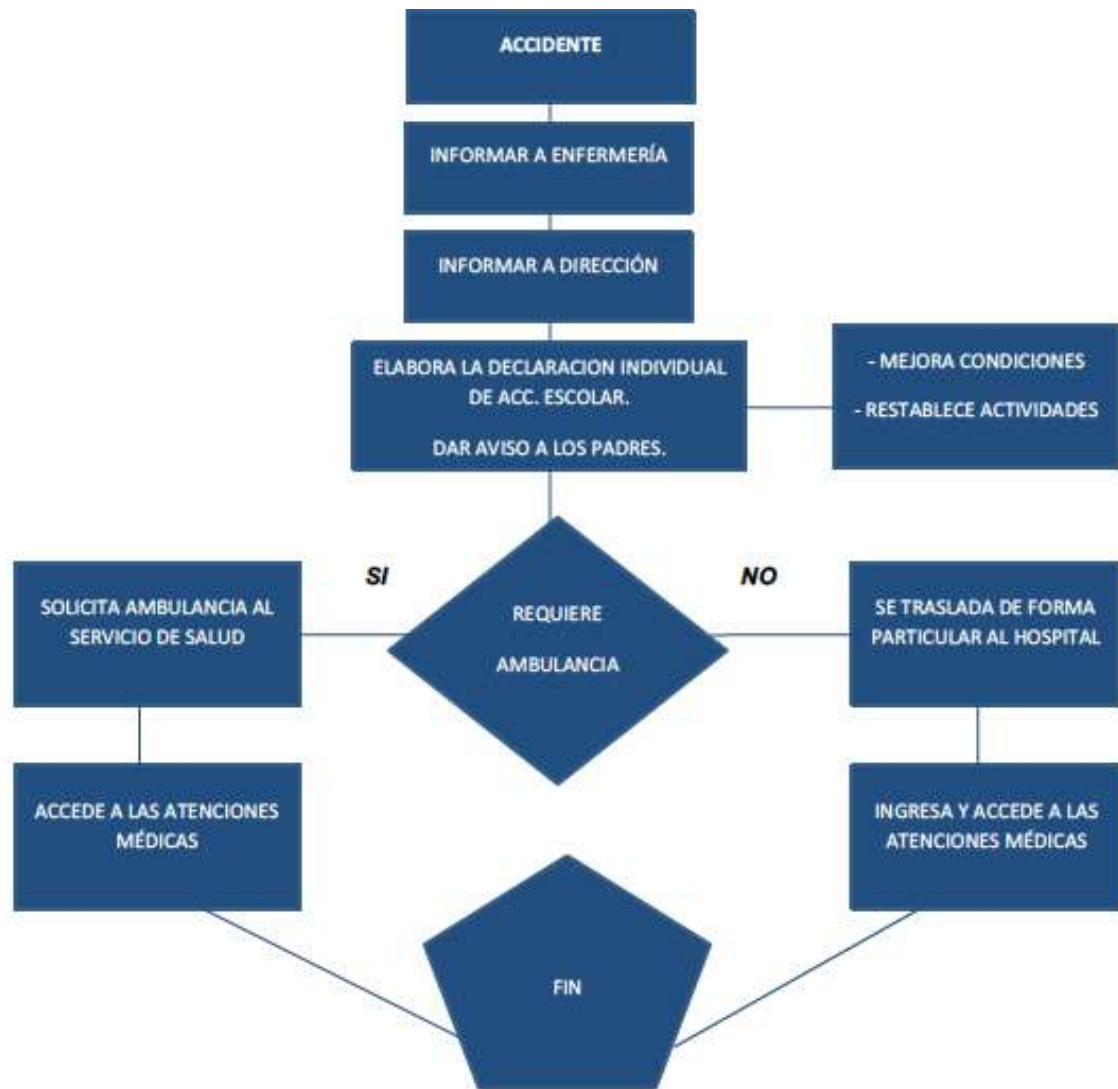 ACCIDENTE
INFORMAR A ENFERMERÍA
INFORMAR A DIRECCIÓN
ELABORA LA DECLARACION INDIVIDUAL
DE ACC. ESCOLAR.
DAR AVISO A LOS PADRES.
- MEJORA CONDICIONES
- RESTABLECE ACTIVIDADES
SI
NO
SOLICITA AMBULANCIA AL
SERVICIO DE SALUD
REQUIERE
AMBULANCIA
SE TRASLADA DE FORMA
PARTICULAR AL HOSPITAL
ACCEDE A LAS ATENCIONES
MÉDICAS
INGRESA Y ACCEDE A LAS
ATENCIONES MÉDICAS
FIN